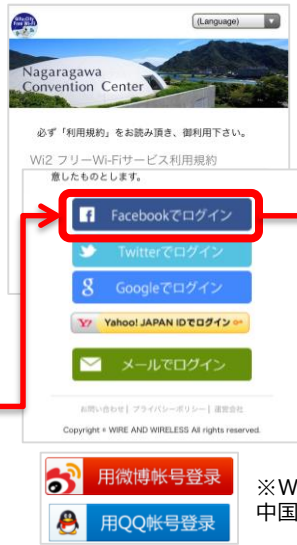 (Language)
Nagaragawa
Convention Center
必ず「利用規約」をお読み頂き、御利用下さい。
Wi2 フリーWi-Fiサービス利用規約
意したものとします。
Facebookでログイン
Twitterでログイン
Googleでログイン
Yahoo! JAPAN IDでログイン
メールでログイン
お問い合わせ | プライバシーポリシー | 運営会社
Copyright © WIRE AND WIRELESS All rights reserved.
用微博帐号登录
※W
中国
用QQ帐号登录